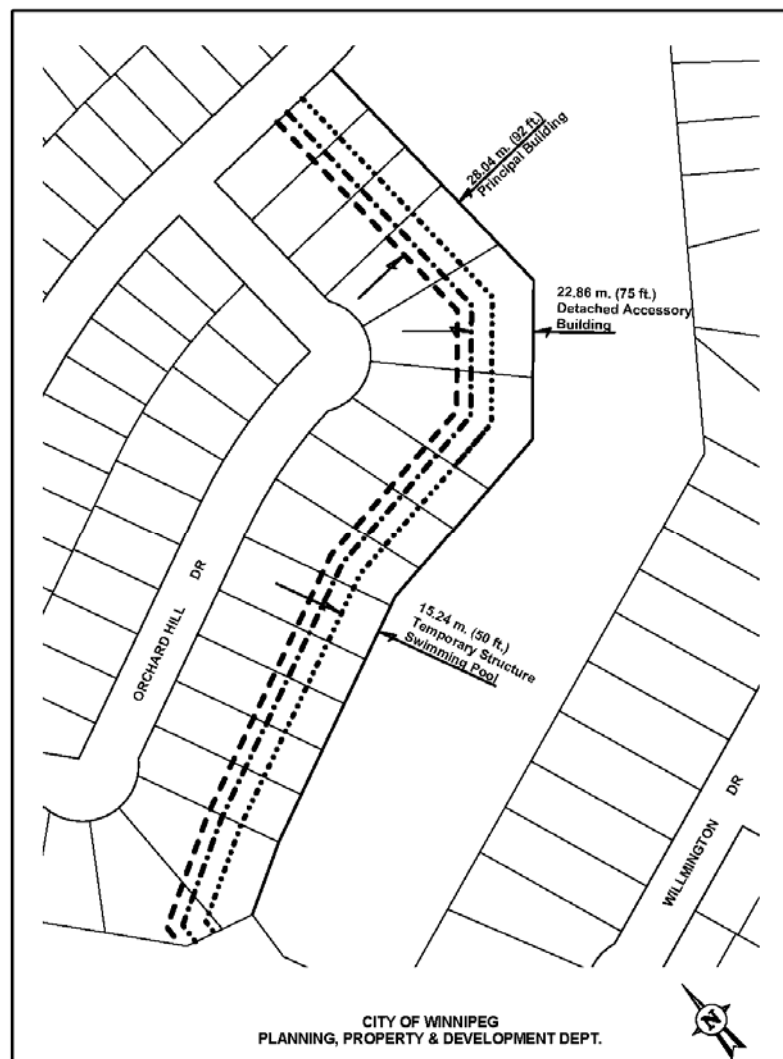 28.04 m. (92 ft.)
Principal Building
22.86 m. (75 ft.)
Detached Accessory
Building
15.24 m. (50 ft.)
Temporary Structure
Swimming Pool
ORCHARD HILL DR
WILLMINGTON DR
N
CITY OF WINNIPEG
PLANNING, PROPERTY & DEVELOPMENT DEPT.